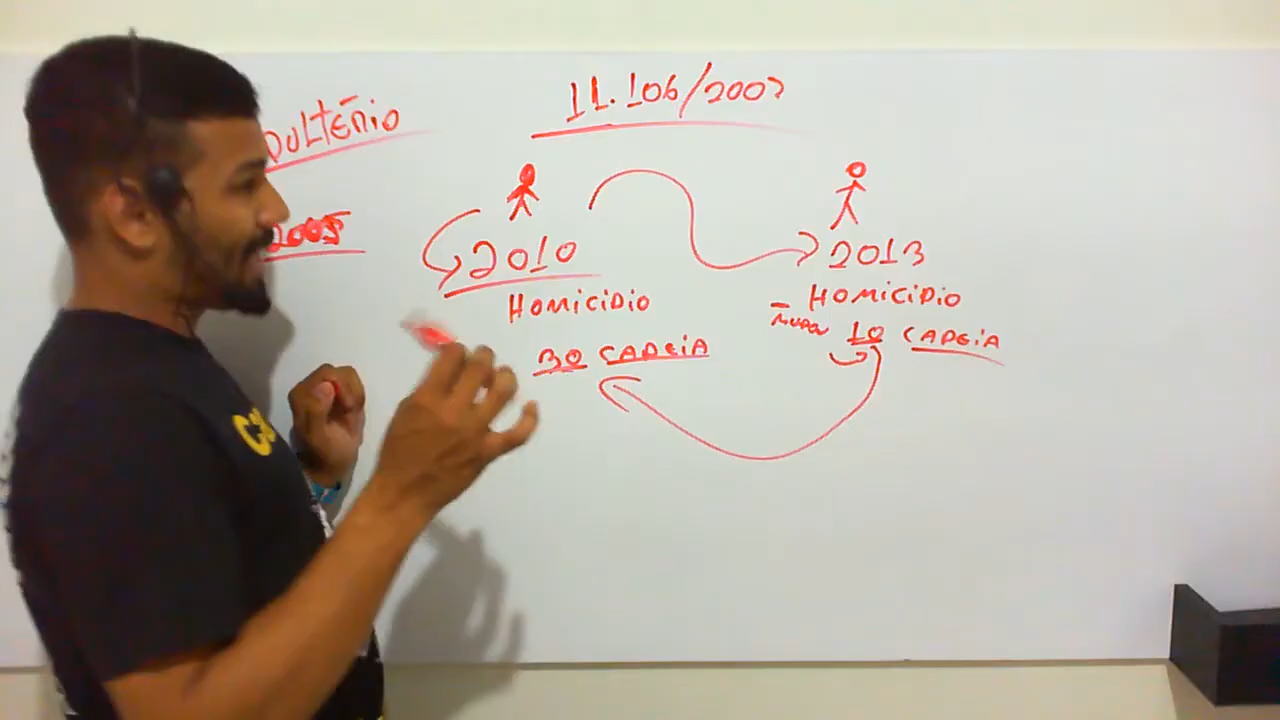 DULTÉRIO
2005
11.106/2007
2010
HOMICIDIO
30 CADEIA
2013
HOMICIDIO
10 CADEIA